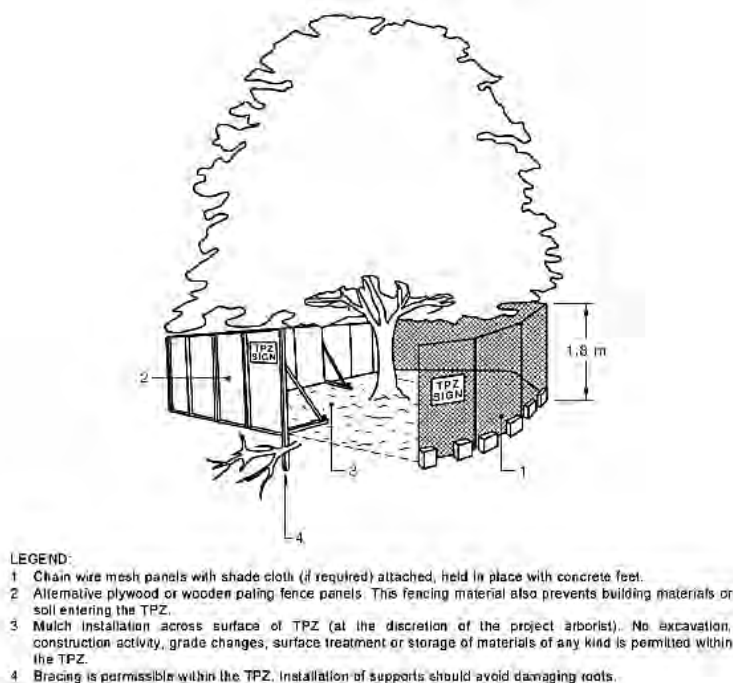 1,8 m
TPZ
SIGN
2
TPZ
SIGN
3
1
4
LEGEND:
1 Chain wire mesh panels with shade cloth (if required) attached, held in place with concrete feet.
2 Alternative plywood or wooden paling fence panels. This fencing material also prevents building materials or
soil entering the TPZ.
3 Mulch installation across surface of TPZ (at the discretion of the project arborist). No excavation,
construction activity, grade changes, surface treatment or storage of materials of any kind is permitted within
the TPZ.
4 Bracing is permissible within the TPZ. Installation of supports should avoid damaging roots.